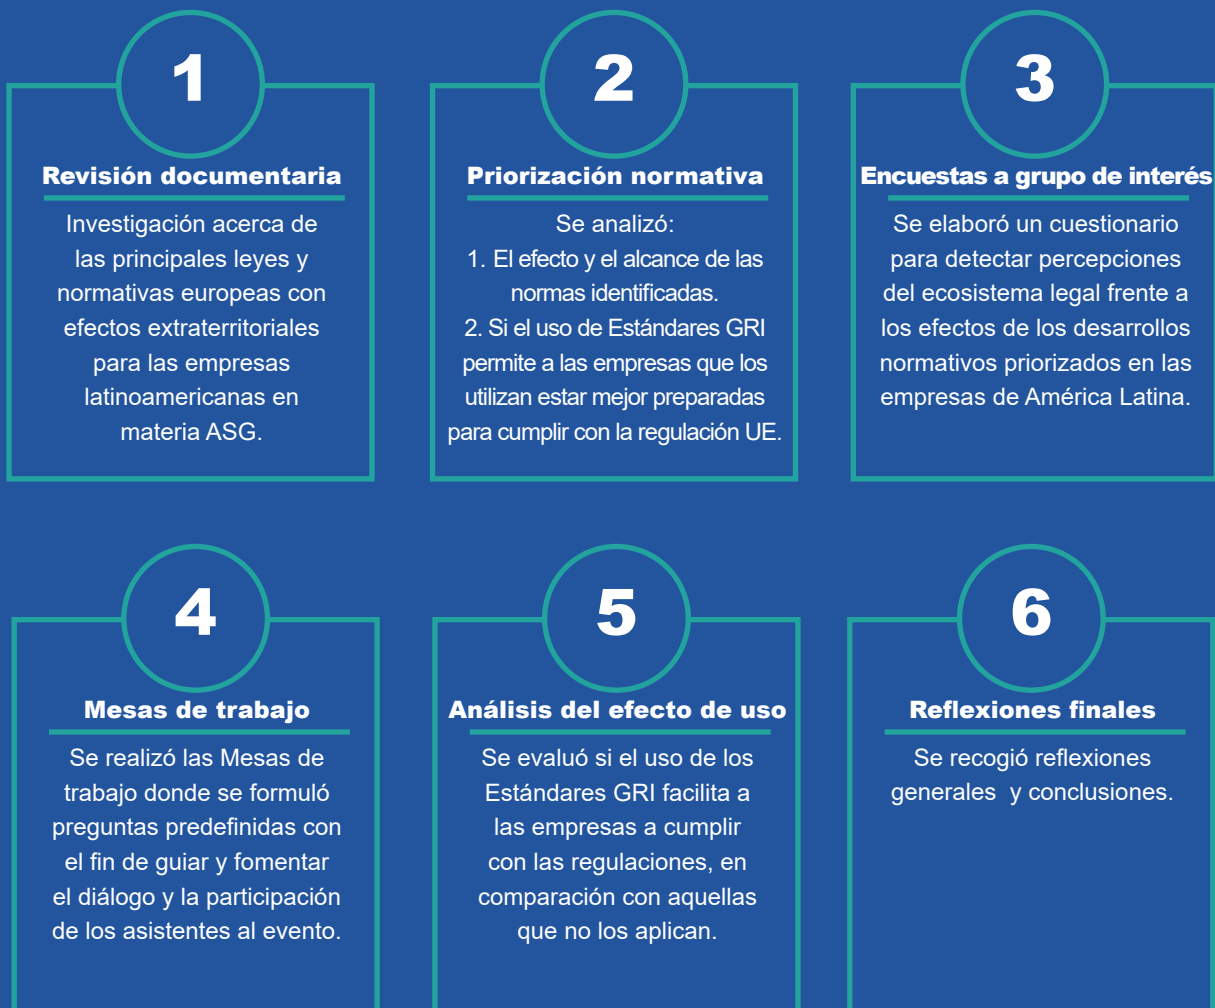 1
Revisión documentaria
Investigación acerca de
las principales leyes y
normativas europeas con
efectos extraterritoriales
para las empresas
latinoamericanas en
materia ASG.
2
Priorización normativa
Se analizó:
1. El efecto y el alcance de las
normas identificadas.
2. Si el uso de Estándares GRI
permite a las empresas que los
utilizan estar mejor preparadas
para cumplir con la regulación UE.
3
Encuestas a grupo de interés
Se elaboró un cuestionario
para detectar percepciones
del ecosistema legal frente a
los efectos de los desarrollos
normativos priorizados en las
empresas de América Latina.
4
Mesas de trabajo
Se realizó las Mesas de
trabajo donde se formuló
preguntas predefinidas con
el fin de guiar y fomentar
el diálogo y la participación
de los asistentes al evento.
5
Análisis del efecto de uso
Se evaluó si el uso de los
Estándares GRI facilita a
las empresas a cumplir
con las regulaciones, en
comparación con aquellas
que no los aplican.
6
Reflexiones finales
Se recogió reflexiones
generales  y conclusiones.